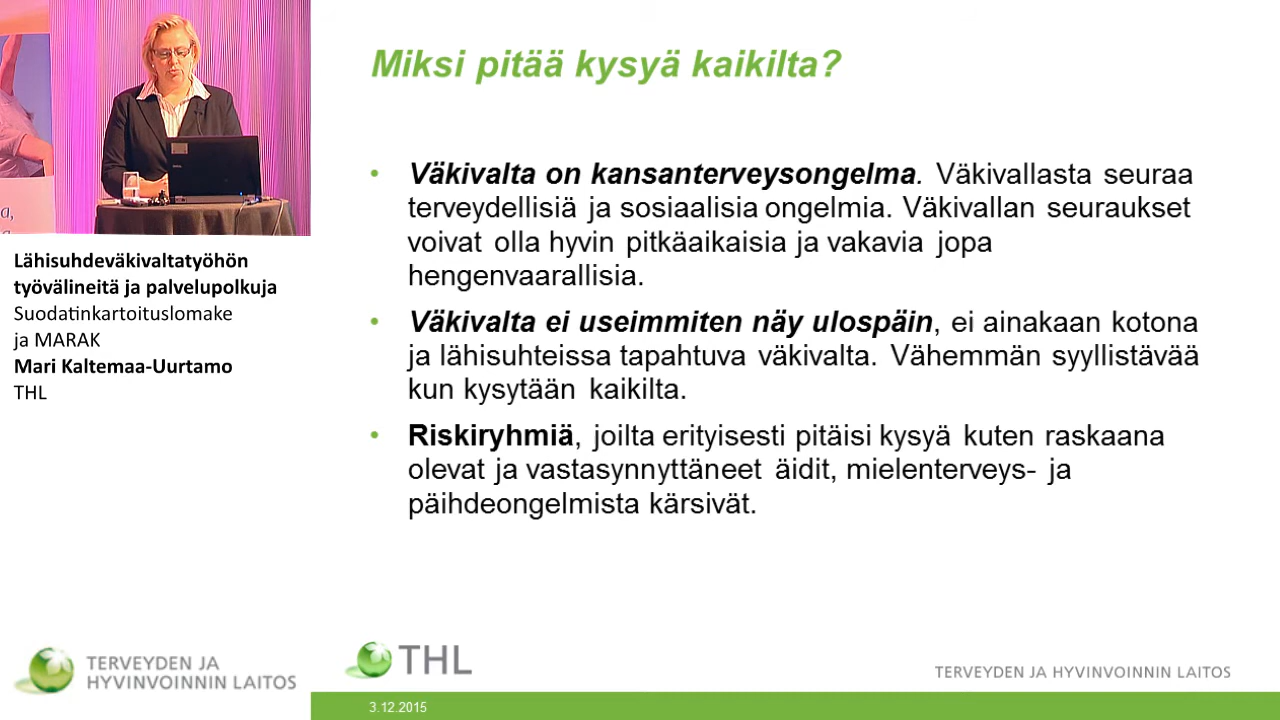 Miksi pitää kysyä kaikilta?
• Väkivalta on kansanterveysongelma. Väkivallasta seuraa
terveydellisiä ja sosiaalisia ongelmia. Väkivallan seuraukset
voivat olla hyvin pitkäaikaisia ja vakavia jopa
hengenvaarallisia.
• Väkivalta ei useimmiten näy ulospäin, ei ainakaan kotona
ja lähisuhteissa tapahtuva väkivalta. Vähemmän syyllistävää
kun kysytään kaikilta.
• Riskiryhmiä, joilta erityisesti pitäisi kysyä kuten raskaana
olevat ja vastasynnyttäneet äidit, mielenterveys- ja
päihdeongelmista kärsivät.
Lähisuhdeväkivaltatyöhön
työvälineitä ja palvelupolkuja
Suodatinkartoituslomake
ja MARAK
Mari Kaltemaa-Uurtamo
THL
TERVEYDEN JA
HYVINVOINNIN LAITOS
THL
TERVEYDEN JA HYVINVOINNIN LAITOS
3.12.2015